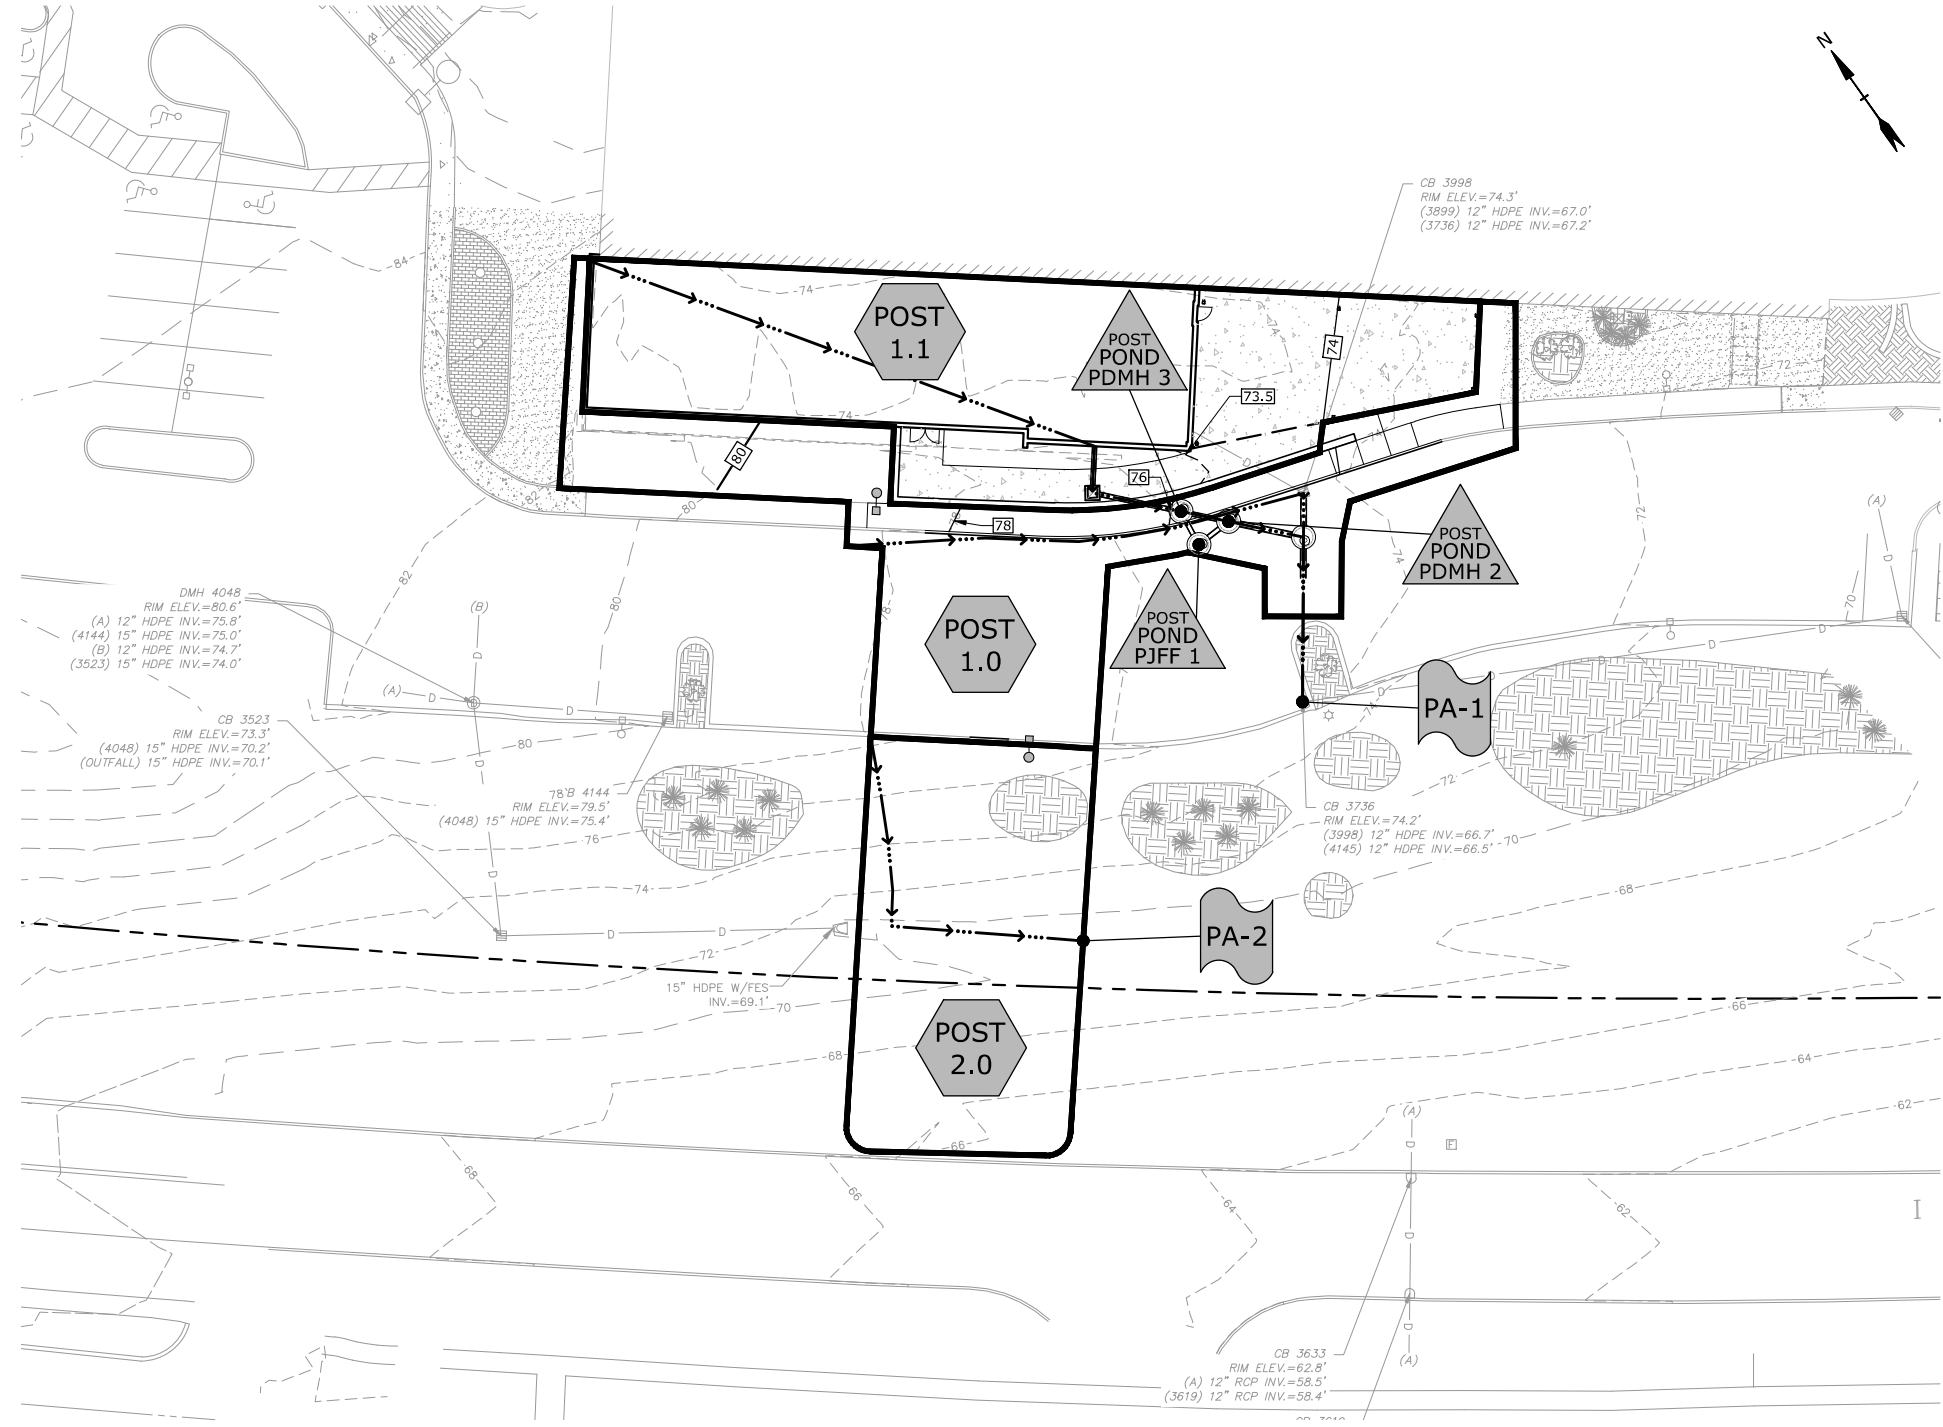 N
CB 3998
RIM ELEV.=74.3'
(3899) 12" HDPE INV.=67.0'
(3736) 12" HDPE INV.=67.2'
84
74
POST
1.1
POST
POND
PDMH 3
74
74
73.5
72
74
74
80
76
D
82
80
78
78
POST
POND
PDMH 2
72
(A)
D
74
82
80
78
DMH 4048
RIM ELEV.=80.6'
(A) 12" HDPE INV.=75.8'
(4144) 15" HDPE INV.=75.0'
(B) 12" HDPE INV.=74.7'
(3523) 15" HDPE INV.=74.0'
(B)
D
(A)
D
D
POST
1.0
POST
POND
PJFF 1
70
D
D
D
D
D
74
PA-1
CB 3523
RIM ELEV.=73.3'
(4048) 15" HDPE INV.=70.2'
(OUTFALL) 15" HDPE INV.=70.1'
80
D
78
B 4144
RIM ELEV.=79.5'
(4048) 15" HDPE INV.=75.4'
72
CB 3736
RIM ELEV.=74.2'
(3998) 12" HDPE INV.=66.7'
(4145) 12" HDPE INV.=66.5'
70
76
74
D
68
D
D
PA-2
72
15" HDPE W/FES
INV.=69.1'
70
66
POST
2.0
68
64
62
(A)
D
E
66
68
66
64
62
I
D
D
(A)
CB 3633
RIM ELEV.=62.8'
(A) 12" RCP INV.=58.5'
(3619) 12" RCP INV.=58.4'